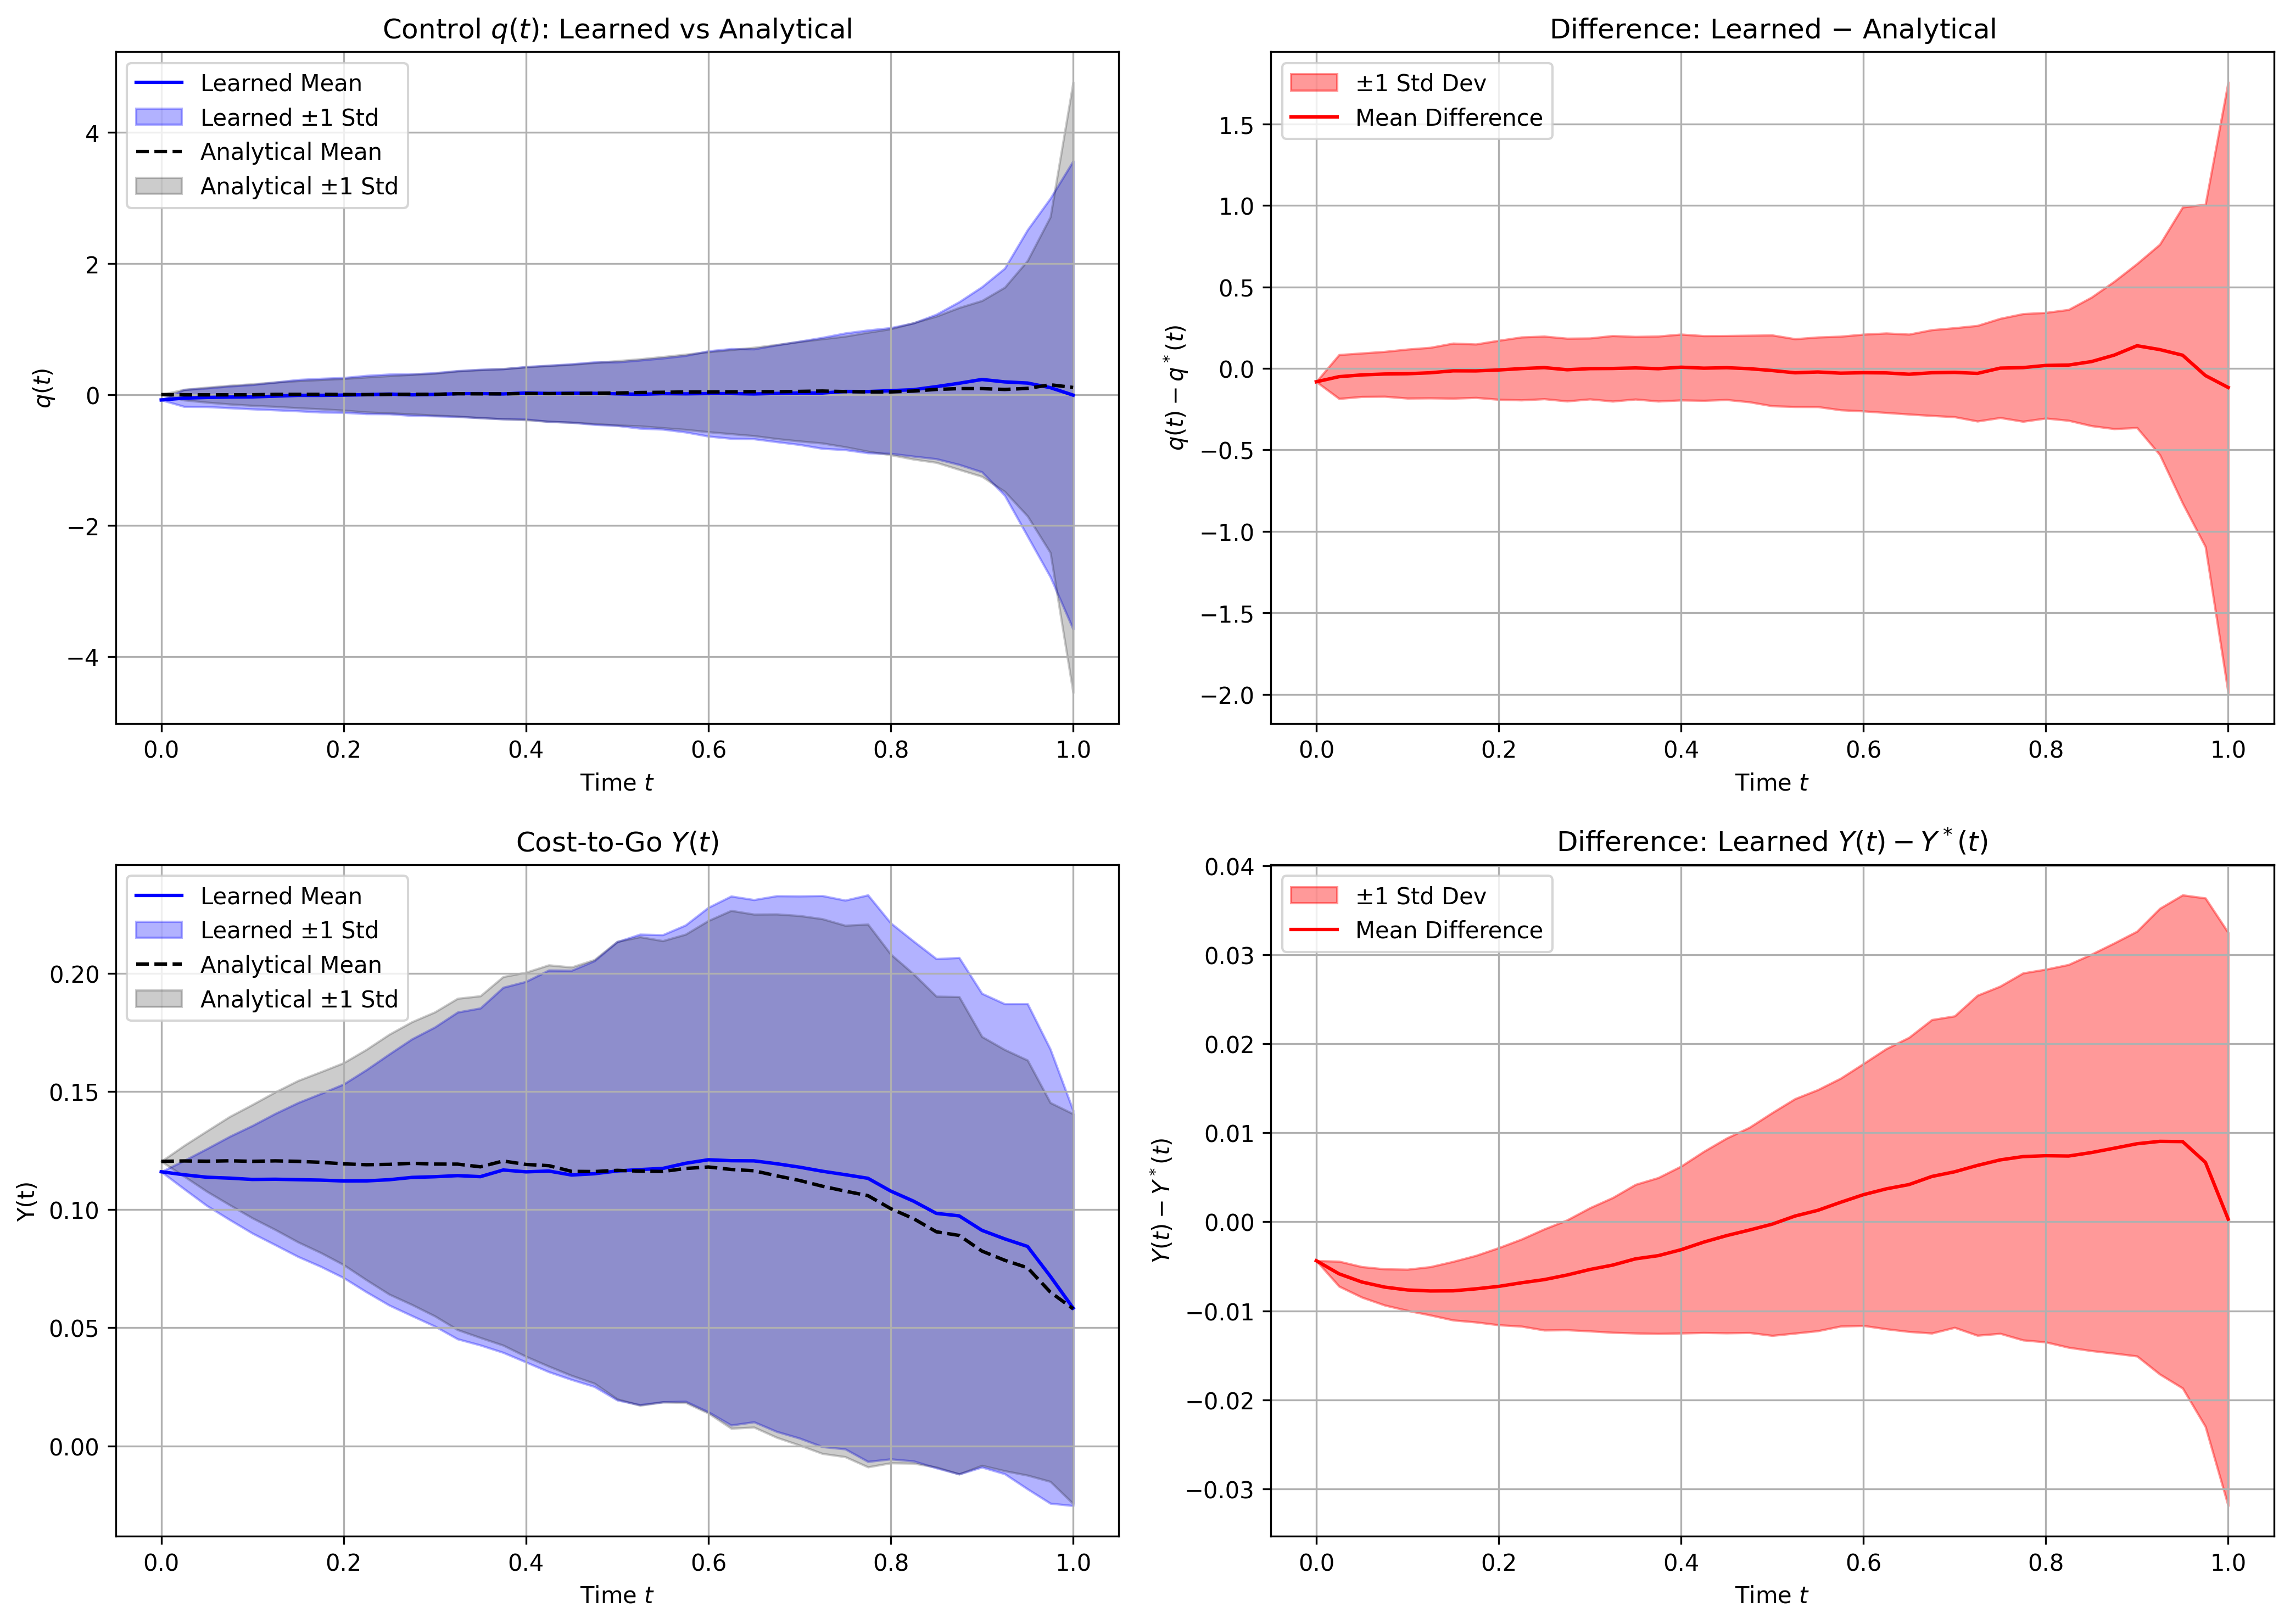 Control q(t): Learned vs Analytical
Learned Mean
Learned ±1 Std
Analytical Mean
Analytical ±1 Std
4
2
0
−2
−4
q(t)
0.0 0.2 0.4 0.6 0.8 1.0
Time t
Difference: Learned − Analytical
±1 Std Dev
Mean Difference
1.5
1.0
0.5
0.0
−0.5
−1.0
−1.5
−2.0
q(t) − q*(t)
0.0 0.2 0.4 0.6 0.8 1.0
Time t
Cost-to-Go Y(t)
Learned Mean
Learned ±1 Std
Analytical Mean
Analytical ±1 Std
0.20
0.15
0.10
0.05
0.00
Y(t)
0.0 0.2 0.4 0.6 0.8 1.0
Time t
Difference: Learned Y(t) − Y*(t)
±1 Std Dev
Mean Difference
0.04
0.03
0.02
0.01
0.00
−0.01
−0.02
−0.03
Y(t) − Y*(t)
0.0 0.2 0.4 0.6 0.8 1.0
Time t